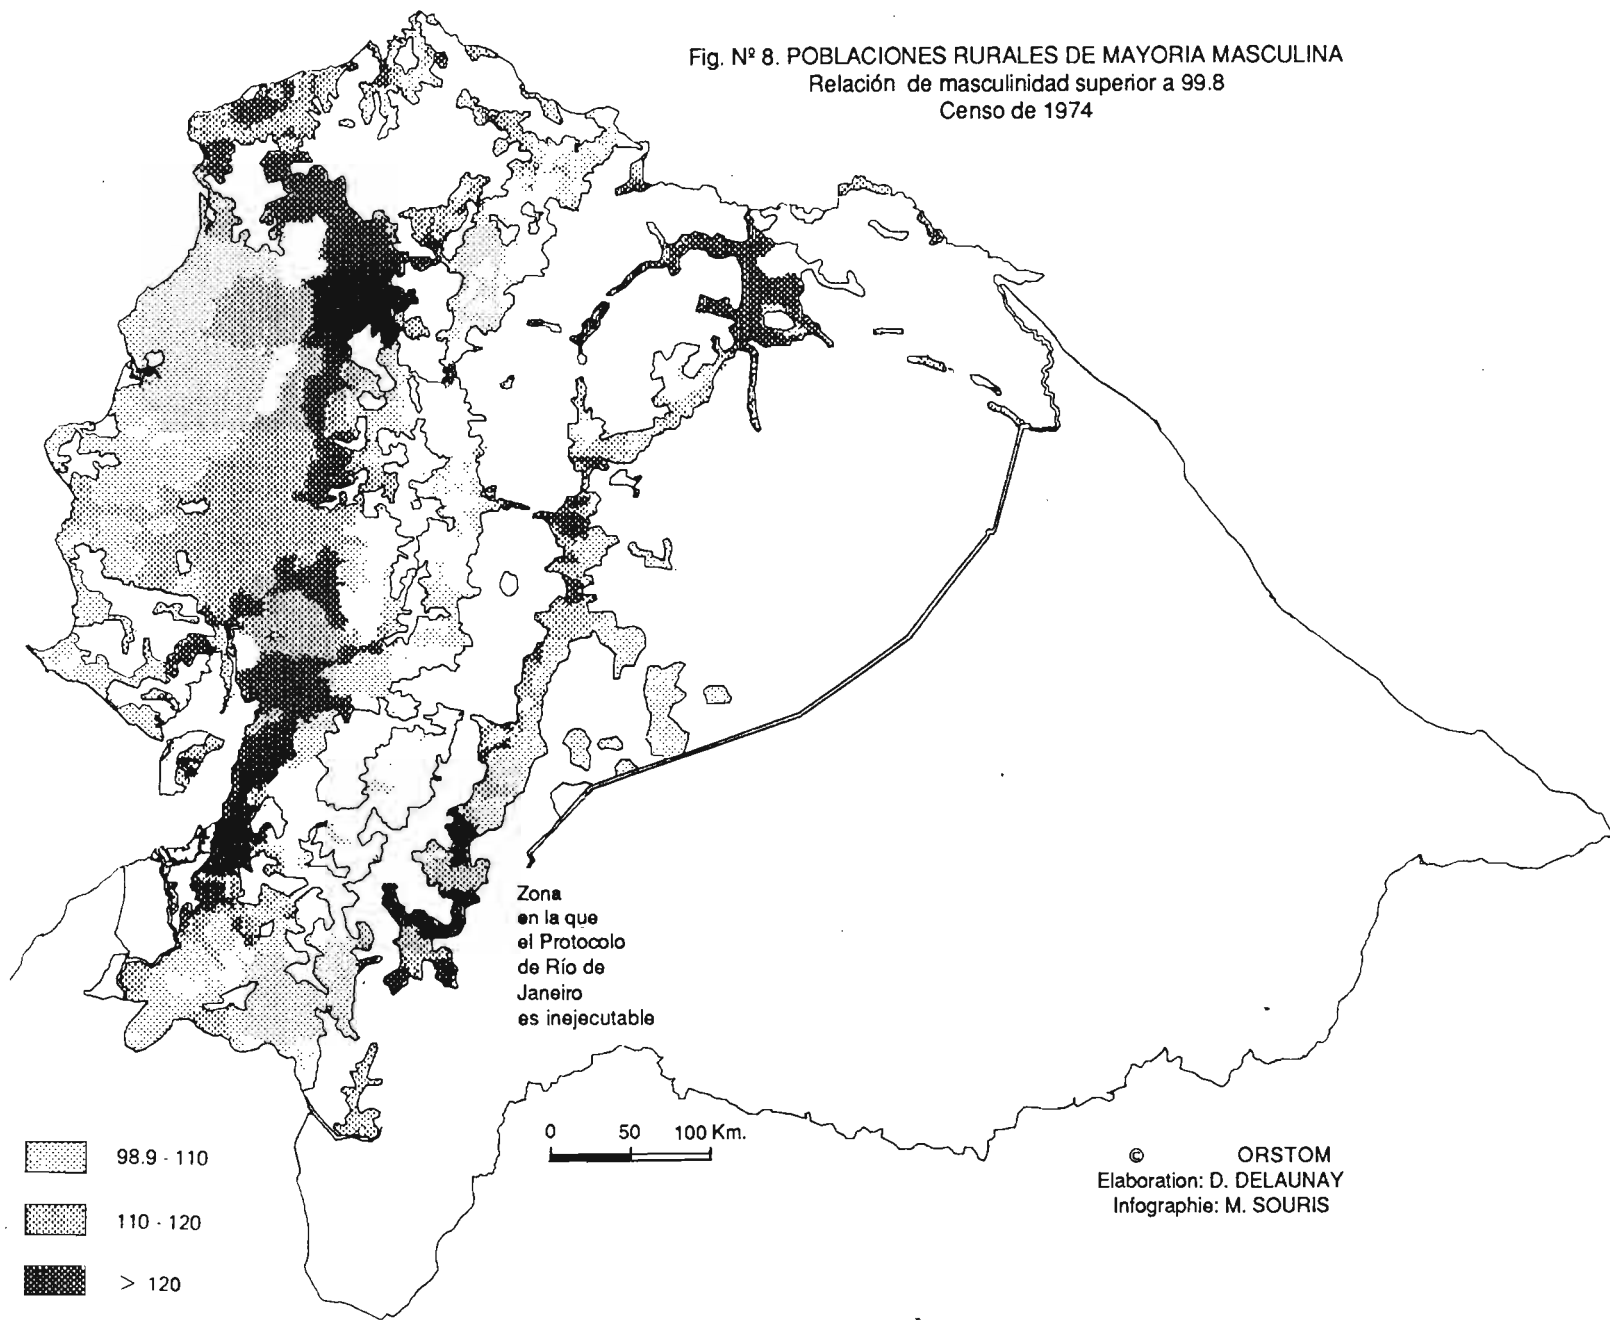 Fig. Nº 8. POBLACIONES RURALES DE MAYORIA MASCULINA
Relación de masculinidad superior a 99.8
Censo de 1974
Zona
en la que
el Protocolo
de Río de
Janeiro
es inejecutable
0 50 100 Km.
98.9 - 110
110 - 120
> 120
© ORSTOM
Elaboration: D. DELAUNAY
Infographie: M. SOURIS